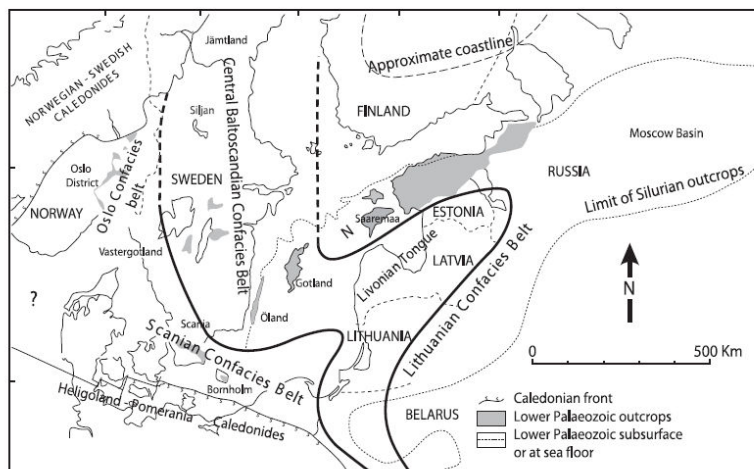 Jämtland
Approximate coastline
NORWEGIAN-SWEDISH
CALEDONIDES
Central Baltoscandian Confacies Belt
FINLAND
Siljan
Moscow Basin
Oslo
District
Oslo Confacies
belt
SWEDEN
RUSSIA
Limit of Silurian outcrops
NORWAY
Saaremaa
ESTONIA
N
Vastergotland
Livonian Tongue
LATVIA
Lithuanian Confacies Belt
Gotland
N
?
Öland
Scania
Scanian Confacies Belt
LITHUANIA
0
500 Km
Bornholm
Heligoland-Pomerania Caledonides
BELARUS
Caledonian front
Lower Palaeozoic outcrops
Lower Palaeozoic subsurface
or at sea floor